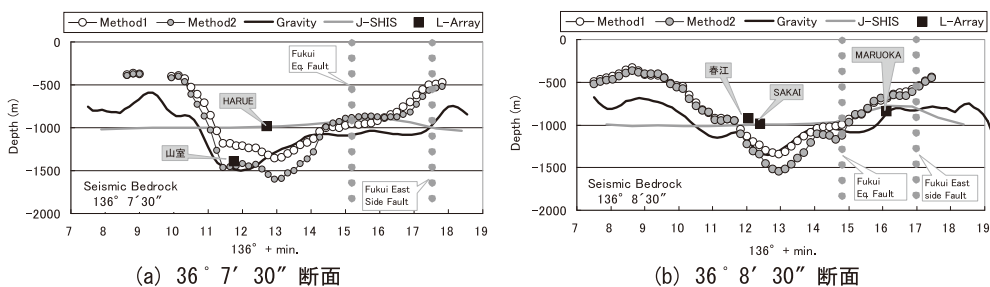 Method1 Method2 Gravity J-SHIS L-Array
0
-500
-1000
-1500
-2000
Depth (m)
Fukui
Eq. Fault
HARUE
山室
Seismic Bedrock
136° 7´30″
Fukui East
Side Fault
7 8 9 10 11 12 13 14 15 16 17 18 19
136° + min.
(a) 36°7′30″断面
Method1 Method2 Gravity J-SHIS L-Array
0
-500
-1000
-1500
-2000
Depth (m)
MARUOKA
春江
SAKAI
Seismic Bedrock
136° 8´30″
Fukui
Eq. Fault
Fukui East
side Fault
7 8 9 10 11 12 13 14 15 16 17 18 19
136° + min.
(b) 36°8′30″断面